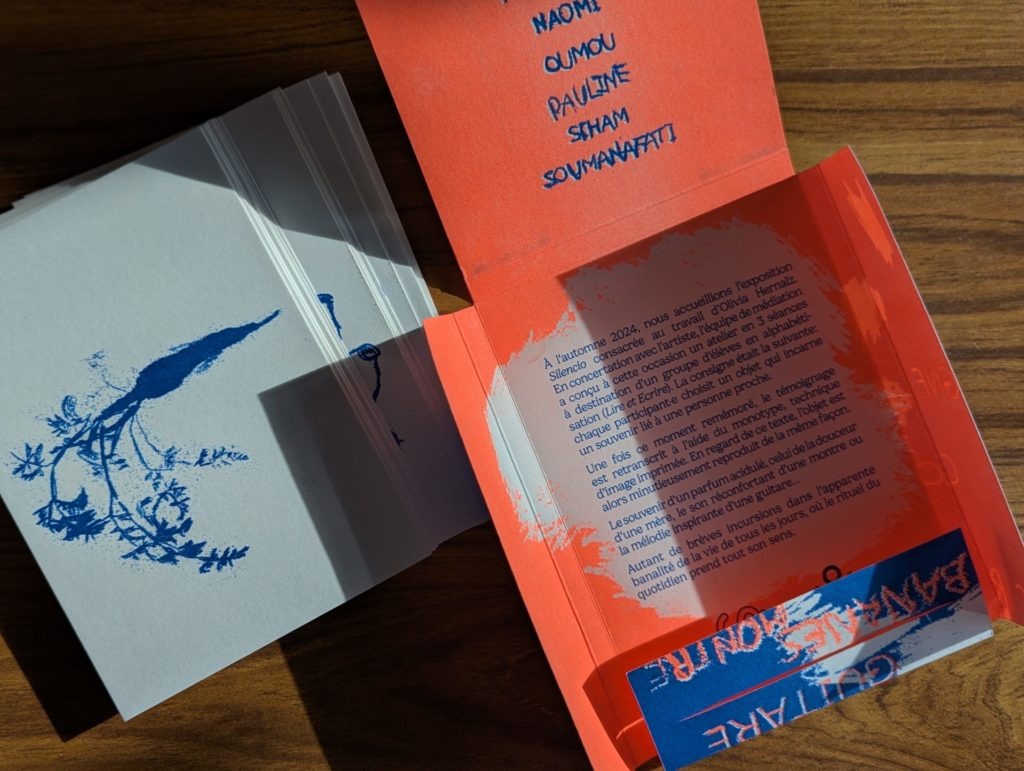 NAOMI
OUMOU
PAULINE
SIHAM
SOUMANAFATI
À l'automne 2024, nous accueillions l'exposition
Silencio consacrée au travail d'Olivia Hernaïz.
En concertation avec l'artiste, l'équipe de médiation
a conçu à cette occasion un atelier en 3 séances
à destination d'un groupe d'élèves en alphabéti-
sation (Lire et Ecrire). La consigne était la suivante:
chaque participant·e choisit un objet qui incarne
un souvenir lié à une personne proche.
Une fois ce moment remémoré, le témoignage
est retranscrit à l'aide du monotype, technique
d'image imprimée. En regard de ce texte, l'objet est
alors minutieusement reproduit de la même façon.
Le souvenir d'un parfum acidulé, celui de la douceur
d'une mère, le son réconfortant d'une montre ou
la mélodie inspirante d'une guitare...
Autant de brèves incursions dans l'apparente
banalité de la vie de tous les jours, où le rituel du
quotidien prend tout son sens.
MONTRE
BANANES
GUITARE